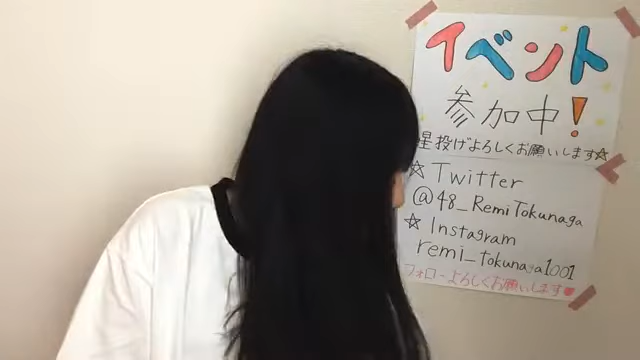 イベント
参加中!
星投げよろしくお願いします☆
☆ Twitter
@48_RemiTokunaga
☆ Instagram
remi_tokunaga1001
フォローよろしくお願いします